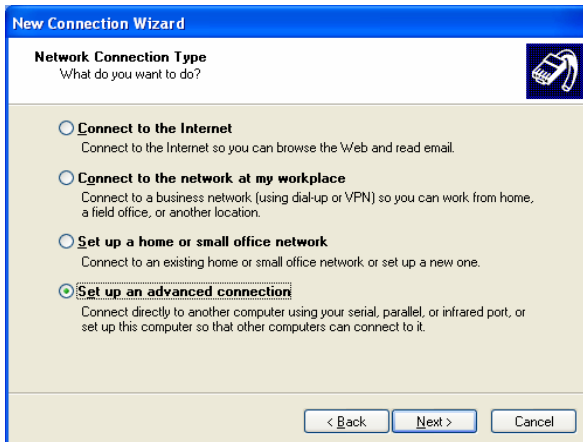 New Connection Wizard
Network Connection Type
What do you want to do?
Connect to the Internet
Connect to the Internet so you can browse the Web and read email.
Connect to the network at my workplace
Connect to a business network (using dial-up or VPN) so you can work from home,
a field office, or another location.
Set up a home or small office network
Connect to an existing home or small office network or set up a new one.
Set up an advanced connection
Connect directly to another computer using your serial, parallel, or infrared port, or
set up this computer so that other computers can connect to it.
< Back Next > Cancel